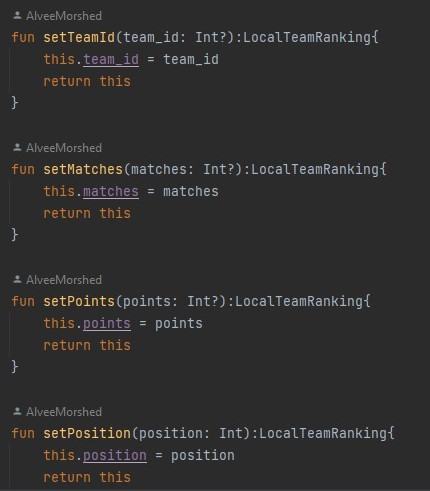 AlveeMorshed
fun setTeamId(team_id: Int?):LocalTeamRanking{
    this.team_id = team_id
    return this
}
AlveeMorshed
fun setMatches(matches: Int?):LocalTeamRanking{
    this.matches = matches
    return this
}
AlveeMorshed
fun setPoints(points: Int?):LocalTeamRanking{
    this.points = points
    return this
}
AlveeMorshed
fun setPosition(position: Int):LocalTeamRanking{
    this.position = position
    return this